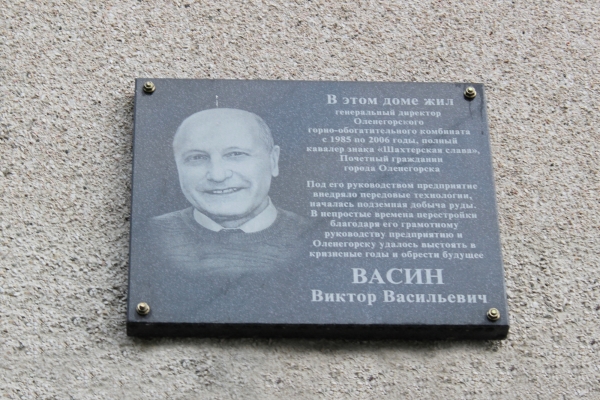 В этом доме жил
генеральный директор
Оленегорского
горно-обогатительного комбината
с 1985 по 2006 годы, полный
кавалер знака «Шахтерская слава»,
Почетный гражданин
города Оленегорска
Под его руководством предприятие
внедряло передовые технологии,
началась подземная добыча руды.
В непростые времена перестройки
благодаря его грамотному
руководству предприятию и
Оленегорску удалось выстоять в
кризисные годы и обрести будущее
ВАСИН
Виктор Васильевич